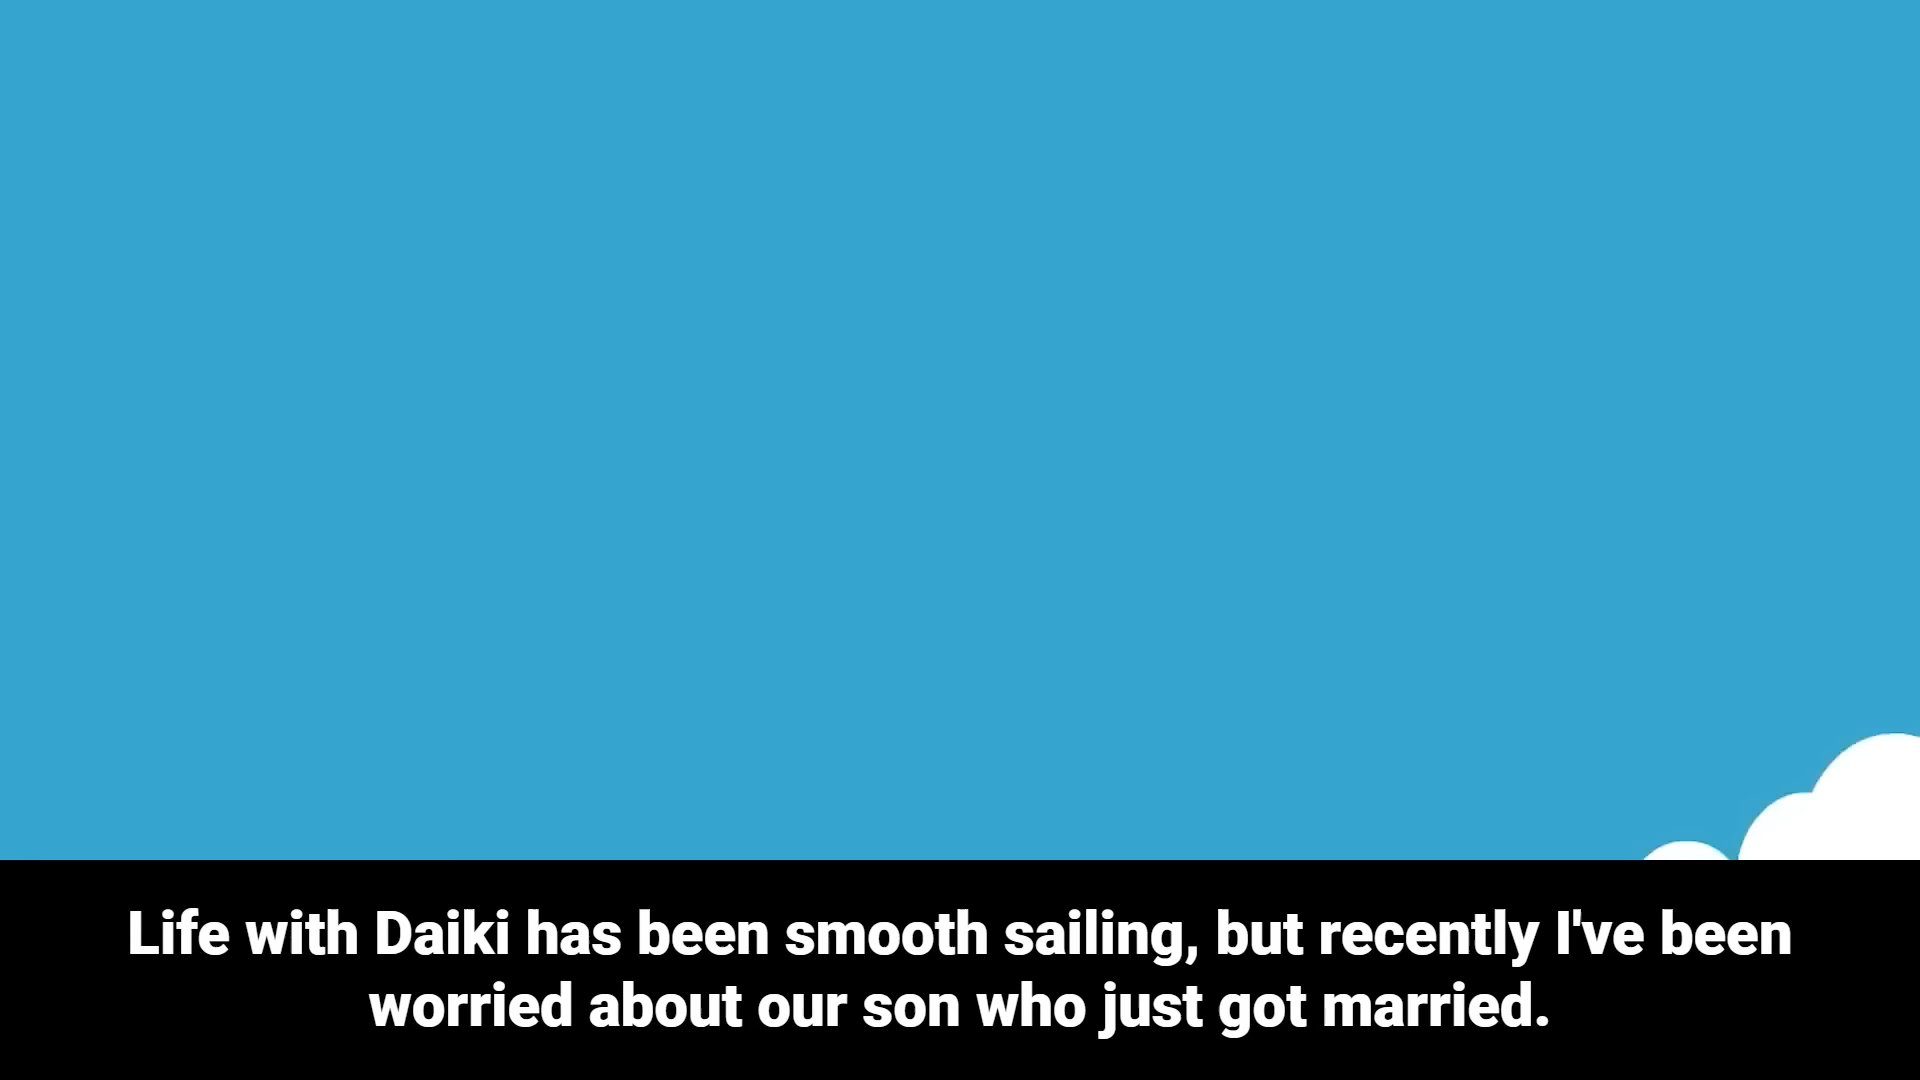 Life with Daiki has been smooth sailing, but recently I've been
worried about our son who just got married.